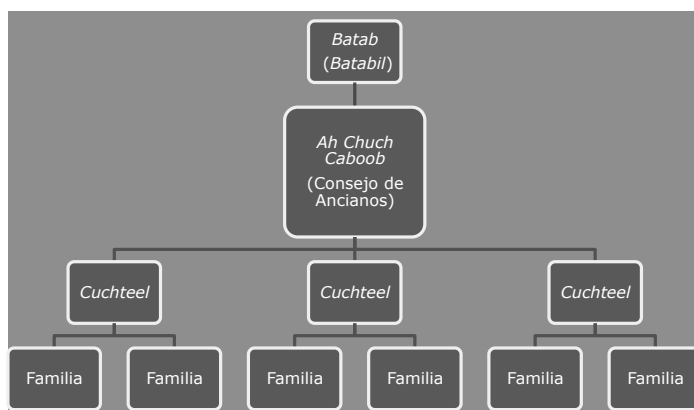 Batab
(Batabil)
Ah Chuch
Caboob
(Consejo de
Ancianos)
Cuchteel
Cuchteel
Cuchteel
Familia
Familia
Familia
Familia
Familia
Familia